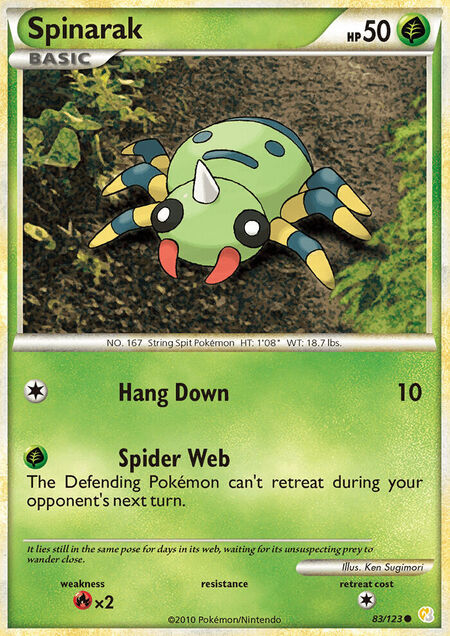 Spinarak HP 50
BASIC
NO. 167 String Spit Pokémon HT: 1'08" WT: 18.7 lbs.
Hang Down 10
Spider Web
The Defending Pokémon can't retreat during your
opponent's next turn.
It lies still in the same pose for days in its web, waiting for its unsuspecting prey to
wander close.
Illus. Ken Sugimori
weakness resistance retreat cost
×2
©2010 Pokémon/Nintendo 83/123